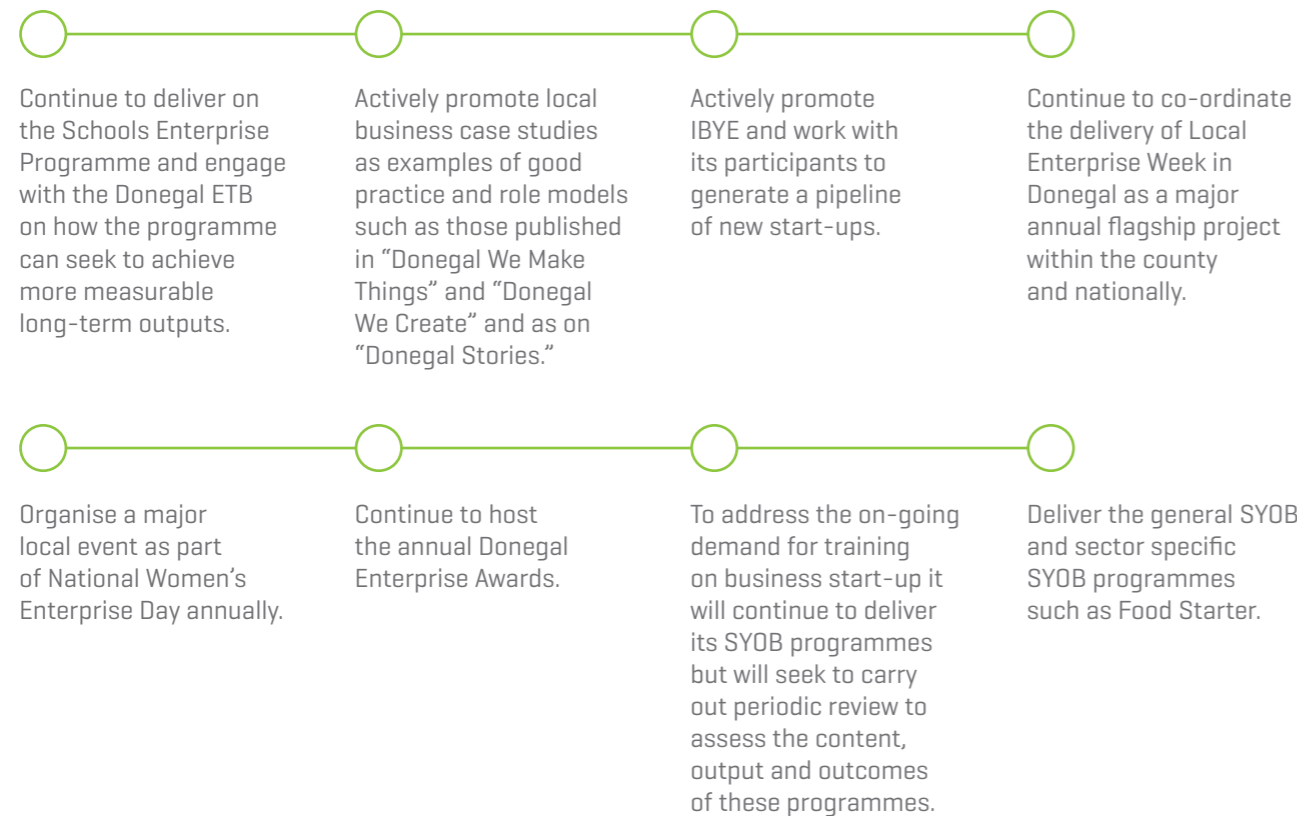 Continue to deliver on
the Schools Enterprise
Programme and engage
with the Donegal ETB
on how the programme
can seek to achieve
more measurable
long-term outputs.
Actively promote local
business case studies
as examples of good
practice and role models
such as those published
in “Donegal We Make
Things” and “Donegal
We Create” and as on
“Donegal Stories.”
Actively promote
IBYE and work with
its participants to
generate a pipeline
of new start-ups.
Continue to co-ordinate
the delivery of Local
Enterprise Week in
Donegal as a major
annual flagship project
within the county
and nationally.
Organise a major
local event as part
of National Women’s
Enterprise Day annually.
Continue to host
the annual Donegal
Enterprise Awards.
To address the on-going
demand for training
on business start-up it
will continue to deliver
its SYOB programmes
but will seek to carry
out periodic review to
assess the content,
output and outcomes
of these programmes.
Deliver the general SYOB
and sector specific
SYOB programmes
such as Food Starter.